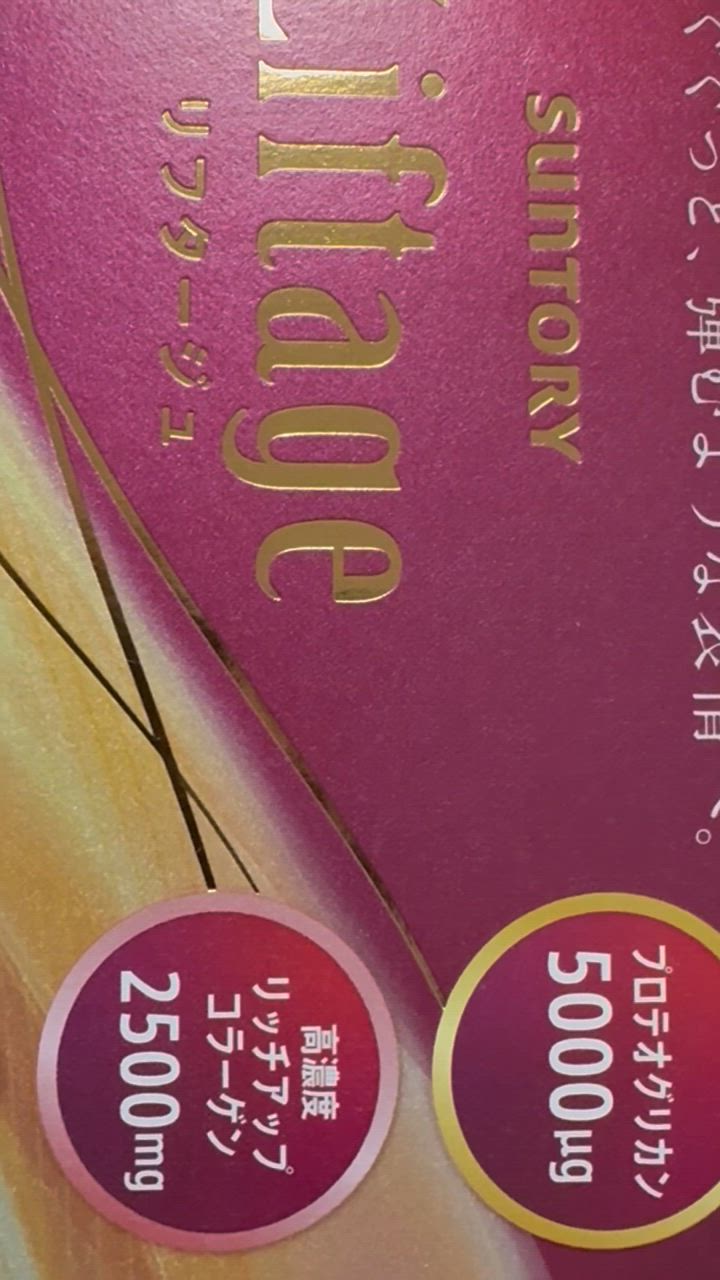 ぐぐっと、弾むような表情へ。
SUNTORY
Liftage
リフタージュ
プロテオグリカン
5000μg
高濃度
リッチアップ
コラーゲン
2500mg